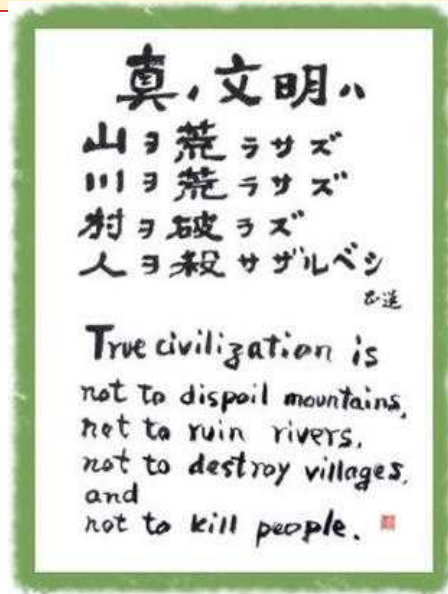 真ノ文明ハ
山ヲ荒ラサズ
川ヲ荒ラサズ
村ヲ破ラズ
人ヲ殺サザルベシ
True civilization is
not to dispoil mountains,
not to ruin rivers,
not to destroy villages,
and
not to kill people.